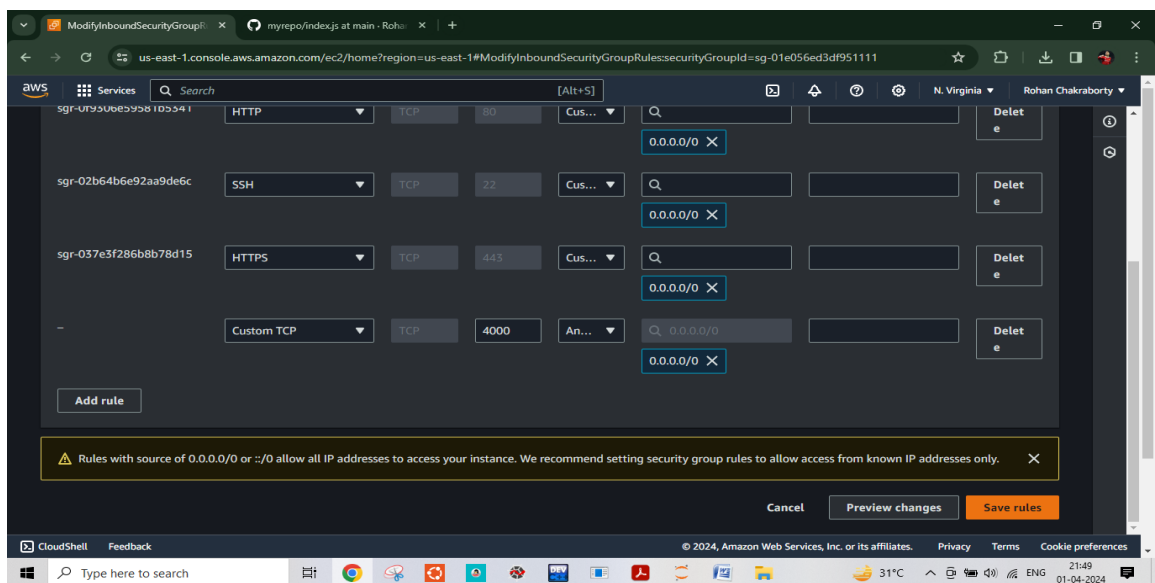 ModifyInboundSecurityGroupR
myrepo/index.js at main · Roha
us-east-1.console.aws.amazon.com/ec2/home?region=us-east-1#ModifyInboundSecurityGroupRules:securityGroupId=sg-01e056ed3df951111
aws Services Search [Alt+S] N. Virginia Rohan Chakraborty
sgr-0f9306e59581b5341 HTTP TCP 80 Cus... Delet
e
0.0.0.0/0
sgr-02b64b6e92aa9de6c SSH TCP 22 Cus... Delet
e
0.0.0.0/0
sgr-037e3f286b8b78d15 HTTPS TCP 443 Cus... Delet
e
0.0.0.0/0
– Custom TCP TCP 4000 An... 0.0.0.0/0 Delet
e
0.0.0.0/0
Add rule
Rules with source of 0.0.0.0/0 or ::/0 allow all IP addresses to access your instance. We recommend setting security group rules to allow access from known IP addresses only.
Cancel Preview changes Save rules
CloudShell Feedback © 2024, Amazon Web Services, Inc. or its affiliates. Privacy Terms Cookie preferences
Type here to search 31°C ENG 21:49
01-04-2024